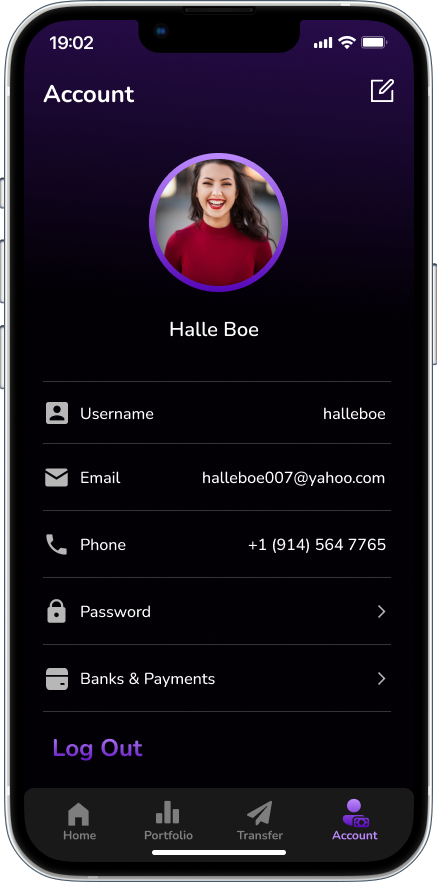 19:02
Account
Halle Boe
Username halleboe
Email halleboe007@yahoo.com
Phone +1 (914) 564 7765
Password
Banks & Payments
Log Out
Home Portfolio Transfer Account